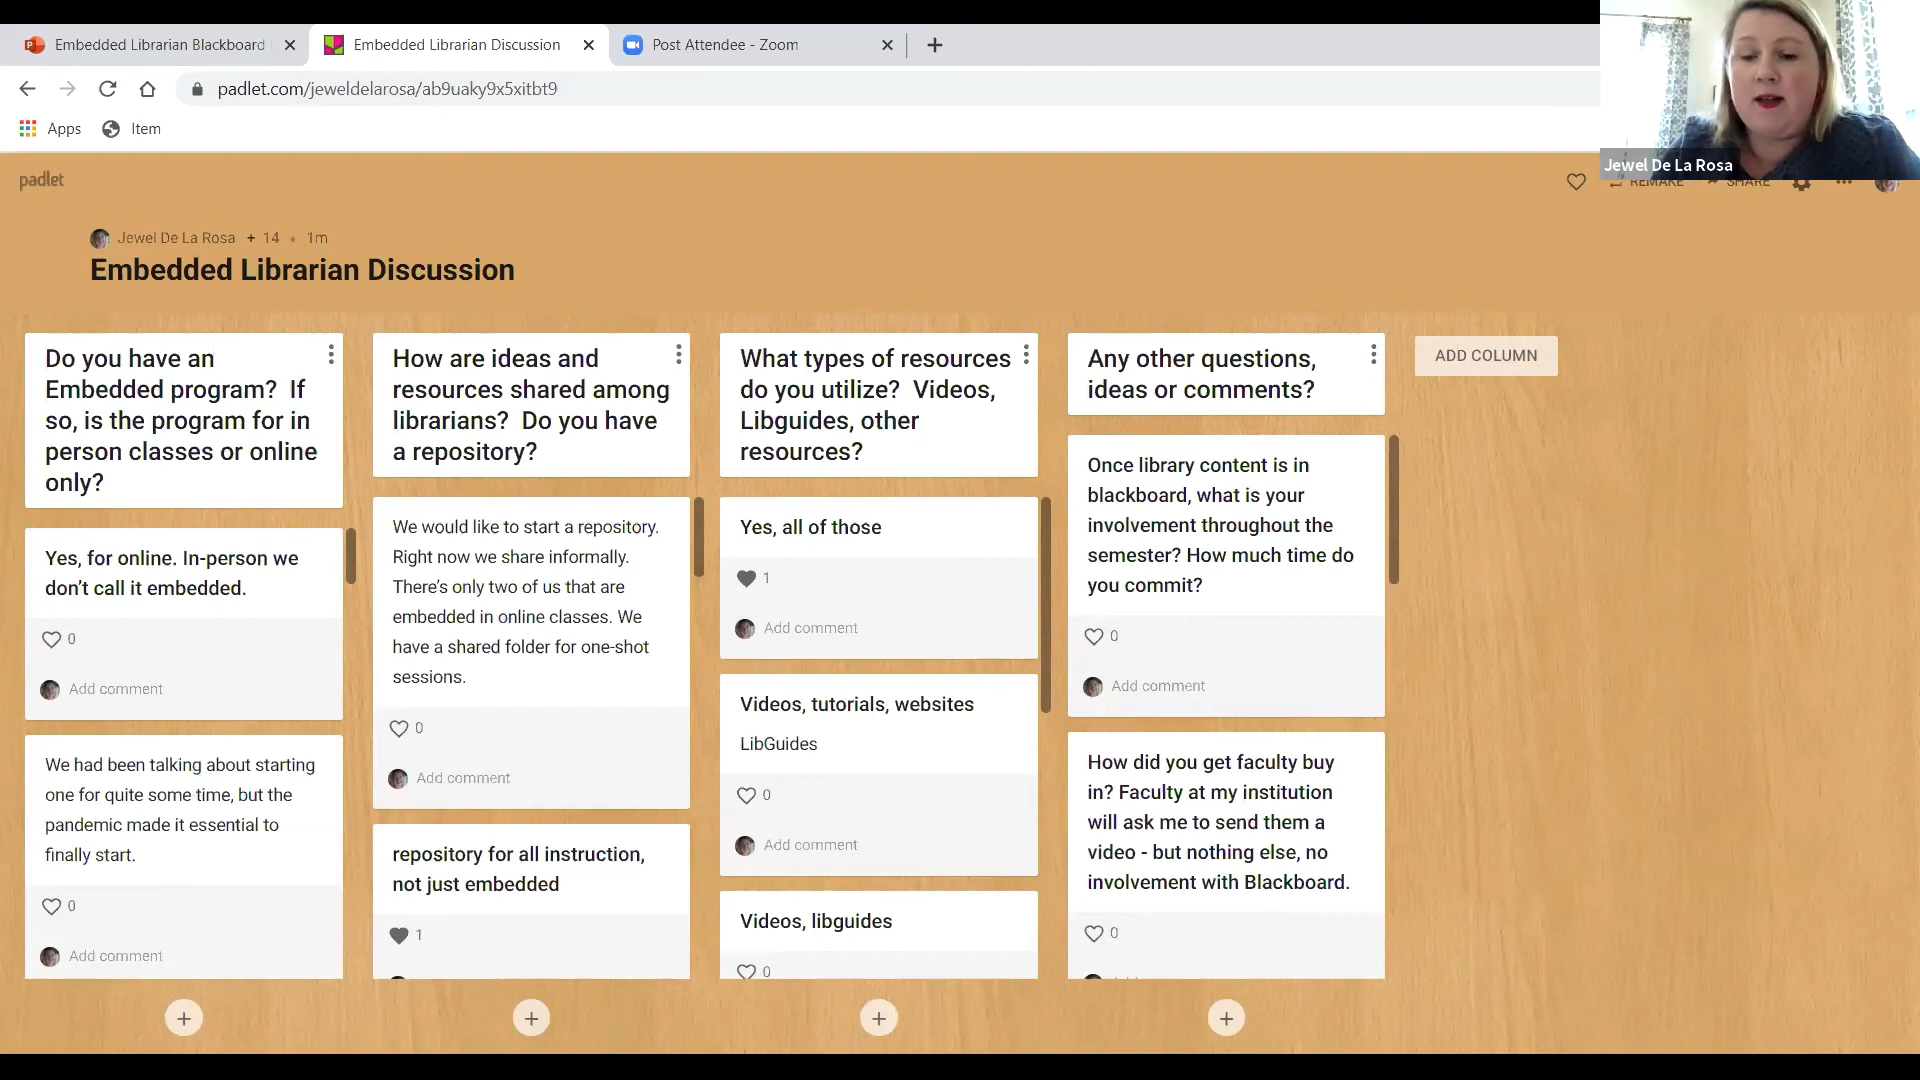 Embedded Librarian Blackboard
Embedded Librarian Discussion
Post Attendee - Zoom
padlet.com/jeweldelarosa/ab9uaky9x5xitbt9
Apps
Item
Jewel De La Rosa
padlet
REMAKE
SHARE
Jewel De La Rosa + 14 • 1m
Embedded Librarian Discussion
Do you have an
Embedded program? If
so, is the program for in
person classes or online
only?
Yes, for online. In-person we
don’t call it embedded.
0
Add comment
We had been talking about starting
one for quite some time, but the
pandemic made it essential to
finally start.
0
Add comment
How are ideas and
resources shared among
librarians? Do you have
a repository?
We would like to start a repository.
Right now we share informally.
There’s only two of us that are
embedded in online classes. We
have a shared folder for one-shot
sessions.
0
Add comment
repository for all instruction,
not just embedded
1
What types of resources
do you utilize? Videos,
Libguides, other
resources?
Yes, all of those
1
Add comment
Videos, tutorials, websites
LibGuides
0
Add comment
Videos, libguides
0
Any other questions,
ideas or comments?
Once library content is in
blackboard, what is your
involvement throughout the
semester? How much time do
you commit?
0
Add comment
How did you get faculty buy
in? Faculty at my institution
will ask me to send them a
video - but nothing else, no
involvement with Blackboard.
0
ADD COLUMN